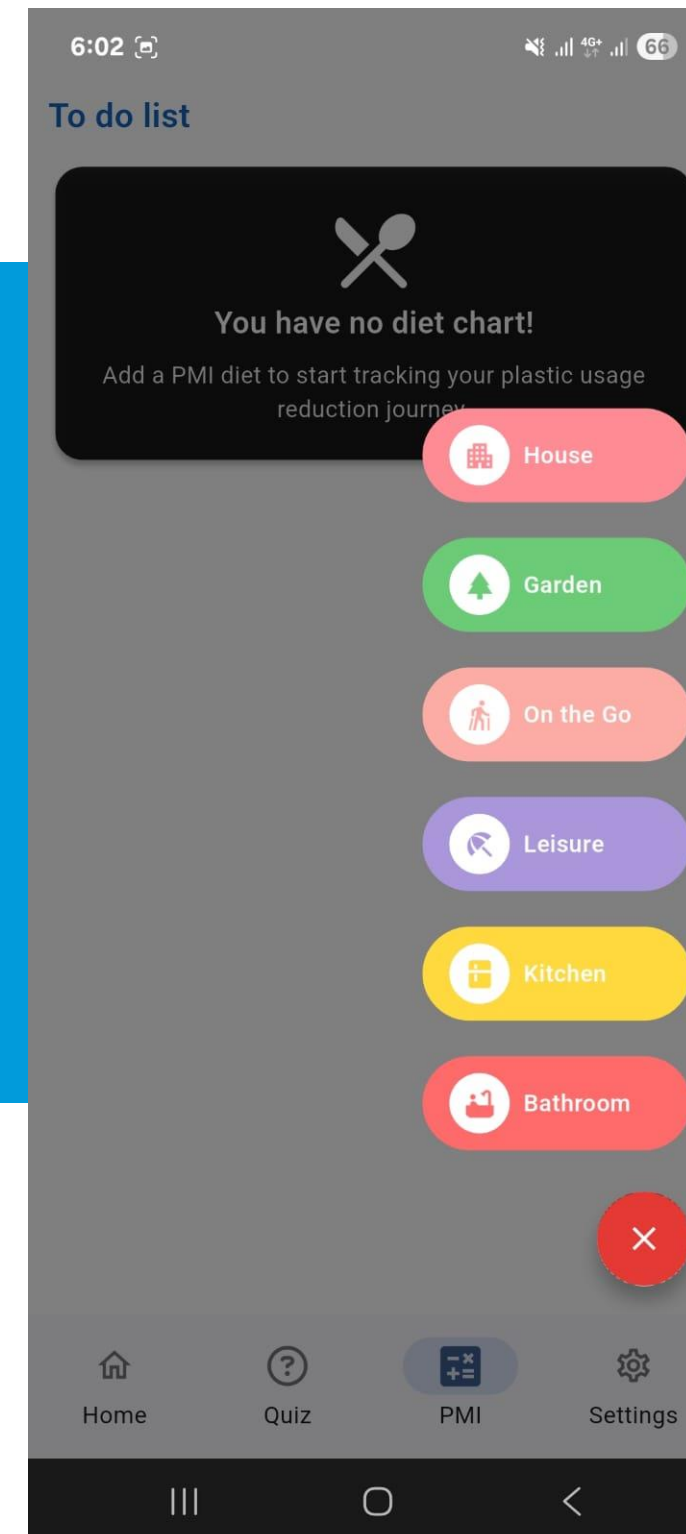 6:02
4G+
66
To do list
You have no diet chart!
Add a PMI diet to start tracking your plastic usage
reduction journey
House
Garden
On the Go
Leisure
Kitchen
Bathroom
Home
Quiz
PMI
Settings